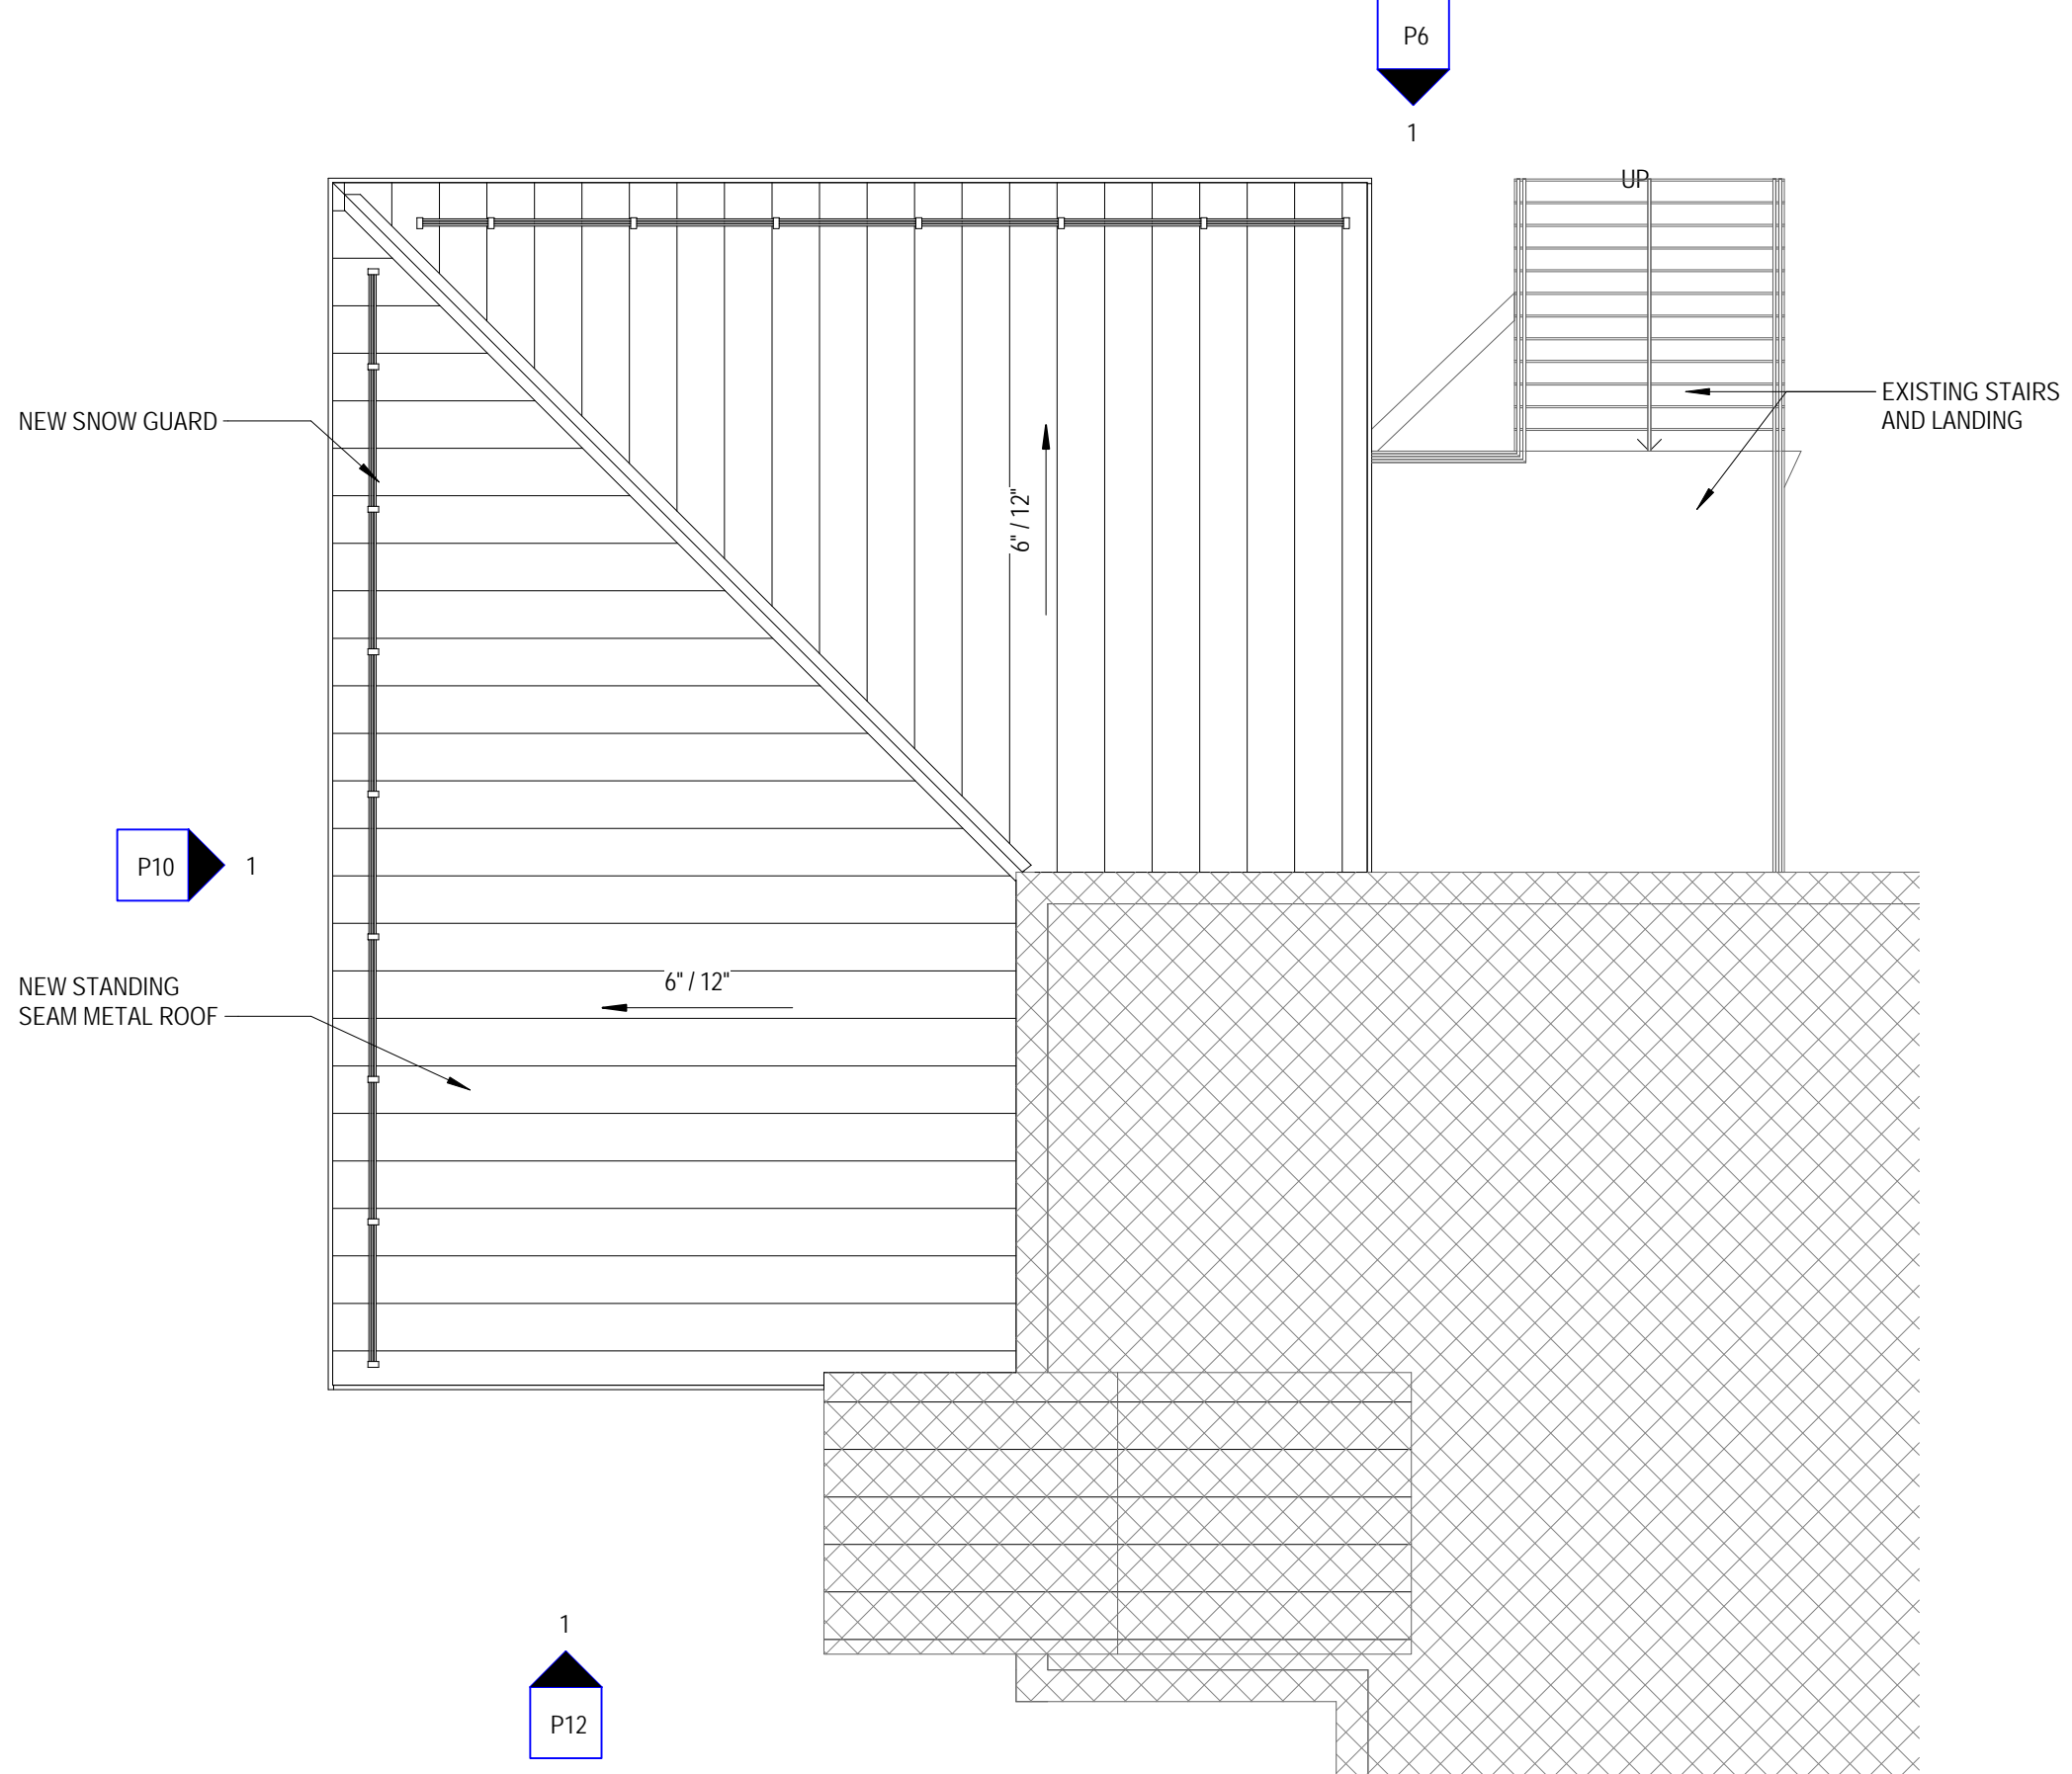 P6
1
UP
EXISTING STAIRS
AND LANDING
NEW SNOW GUARD
6" / 12"
P10
1
6" / 12"
NEW STANDING
SEAM METAL ROOF
1
P12